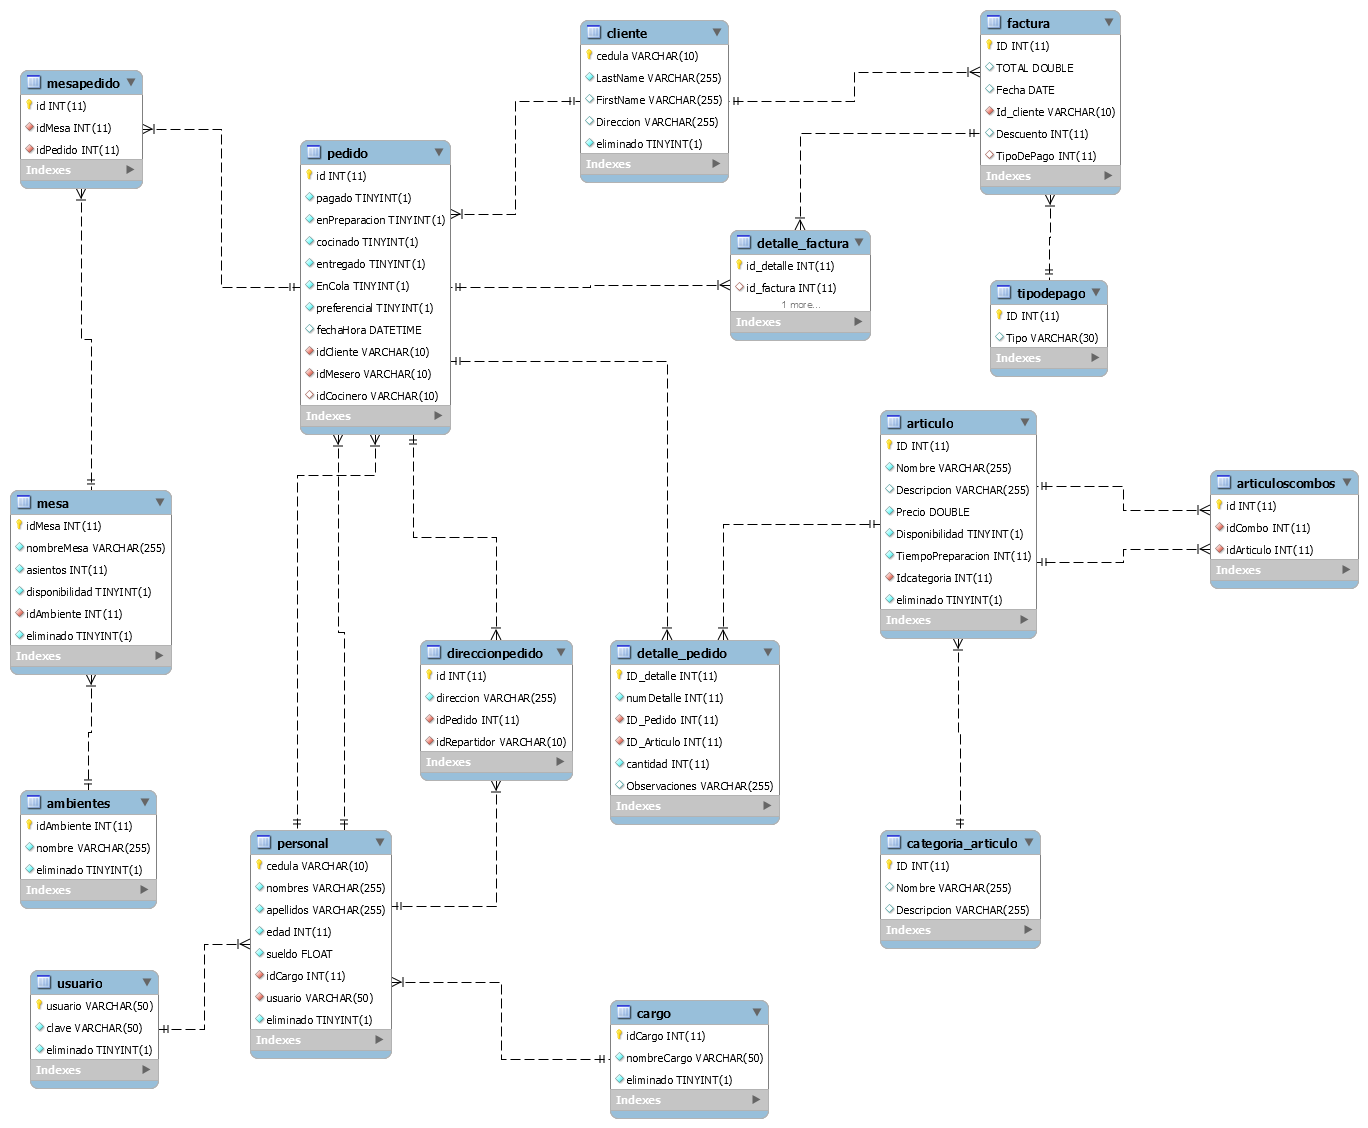 mesapedido
id INT(11)
idMesa INT(11)
idPedido INT(11)
Indexes
pedido
id INT(11)
pagado TINYINT(1)
enPreparacion TINYINT(1)
cocinado TINYINT(1)
entregado TINYINT(1)
EnCola TINYINT(1)
preferencial TINYINT(1)
fechaHora DATETIME
idCliente VARCHAR(10)
idMesero VARCHAR(10)
idCocinero VARCHAR(10)
Indexes
cliente
cedula VARCHAR(10)
LastName VARCHAR(255)
FirstName VARCHAR(255)
Direccion VARCHAR(255)
eliminado TINYINT(1)
Indexes
factura
ID INT(11)
TOTAL DOUBLE
Fecha DATE
Id_cliente VARCHAR(10)
Descuento INT(11)
TipoDePago INT(11)
Indexes
detalle_factura
id_detalle INT(11)
id_factura INT(11)
1 more...
Indexes
tipodepago
ID INT(11)
Tipo VARCHAR(30)
Indexes
articulo
ID INT(11)
Nombre VARCHAR(255)
Descripcion VARCHAR(255)
Precio DOUBLE
Disponibilidad TINYINT(1)
TiempoPreparacion INT(11)
Idcategoria INT(11)
eliminado TINYINT(1)
Indexes
articuloscombos
id INT(11)
idCombo INT(11)
idArticulo INT(11)
Indexes
mesa
idMesa INT(11)
nombreMesa VARCHAR(255)
asientos INT(11)
disponibilidad TINYINT(1)
idAmbiente INT(11)
eliminado TINYINT(1)
Indexes
direccionpedido
id INT(11)
direccion VARCHAR(255)
idPedido INT(11)
idRepartidor VARCHAR(10)
Indexes
detalle_pedido
ID_detalle INT(11)
numDetalle INT(11)
ID_Pedido INT(11)
ID_Articulo INT(11)
cantidad INT(11)
Observaciones VARCHAR(255)
Indexes
ambientes
idAmbiente INT(11)
nombre VARCHAR(255)
eliminado TINYINT(1)
Indexes
personal
cedula VARCHAR(10)
nombres VARCHAR(255)
apellidos VARCHAR(255)
edad INT(11)
sueldo FLOAT
idCargo INT(11)
usuario VARCHAR(50)
eliminado TINYINT(1)
Indexes
categoria_articulo
ID INT(11)
Nombre VARCHAR(255)
Descripcion VARCHAR(255)
Indexes
usuario
usuario VARCHAR(50)
clave VARCHAR(50)
eliminado TINYINT(1)
Indexes
cargo
idCargo INT(11)
nombreCargo VARCHAR(50)
eliminado TINYINT(1)
Indexes